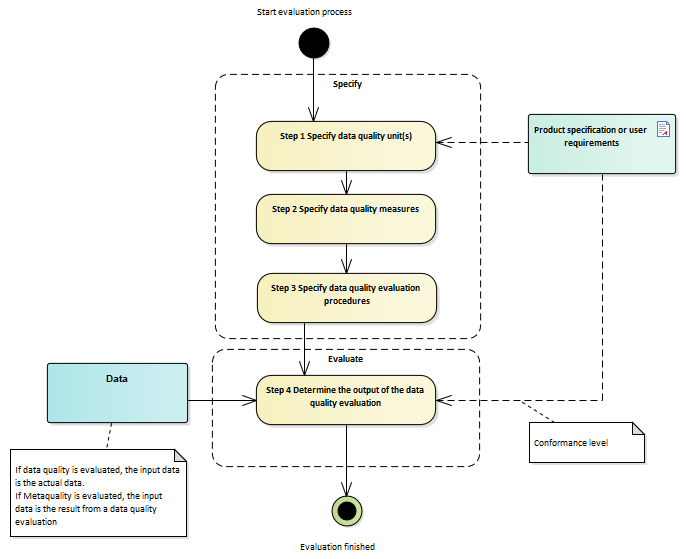 Start evaluation process
Specify
Step 1 Specify data quality unit(s)
Product specification or user
requirements
Step 2 Specify data quality measures
Step 3 Specify data quality evaluation
procedures
Evaluate
Data
Step 4 Determine the output of the data
quality evaluation
Conformance level
If data quality is evaluated, the input data
is the actual data.
If Metaquality is evaluated, the input
data is the result from a data quality
evaluation
Evaluation finished